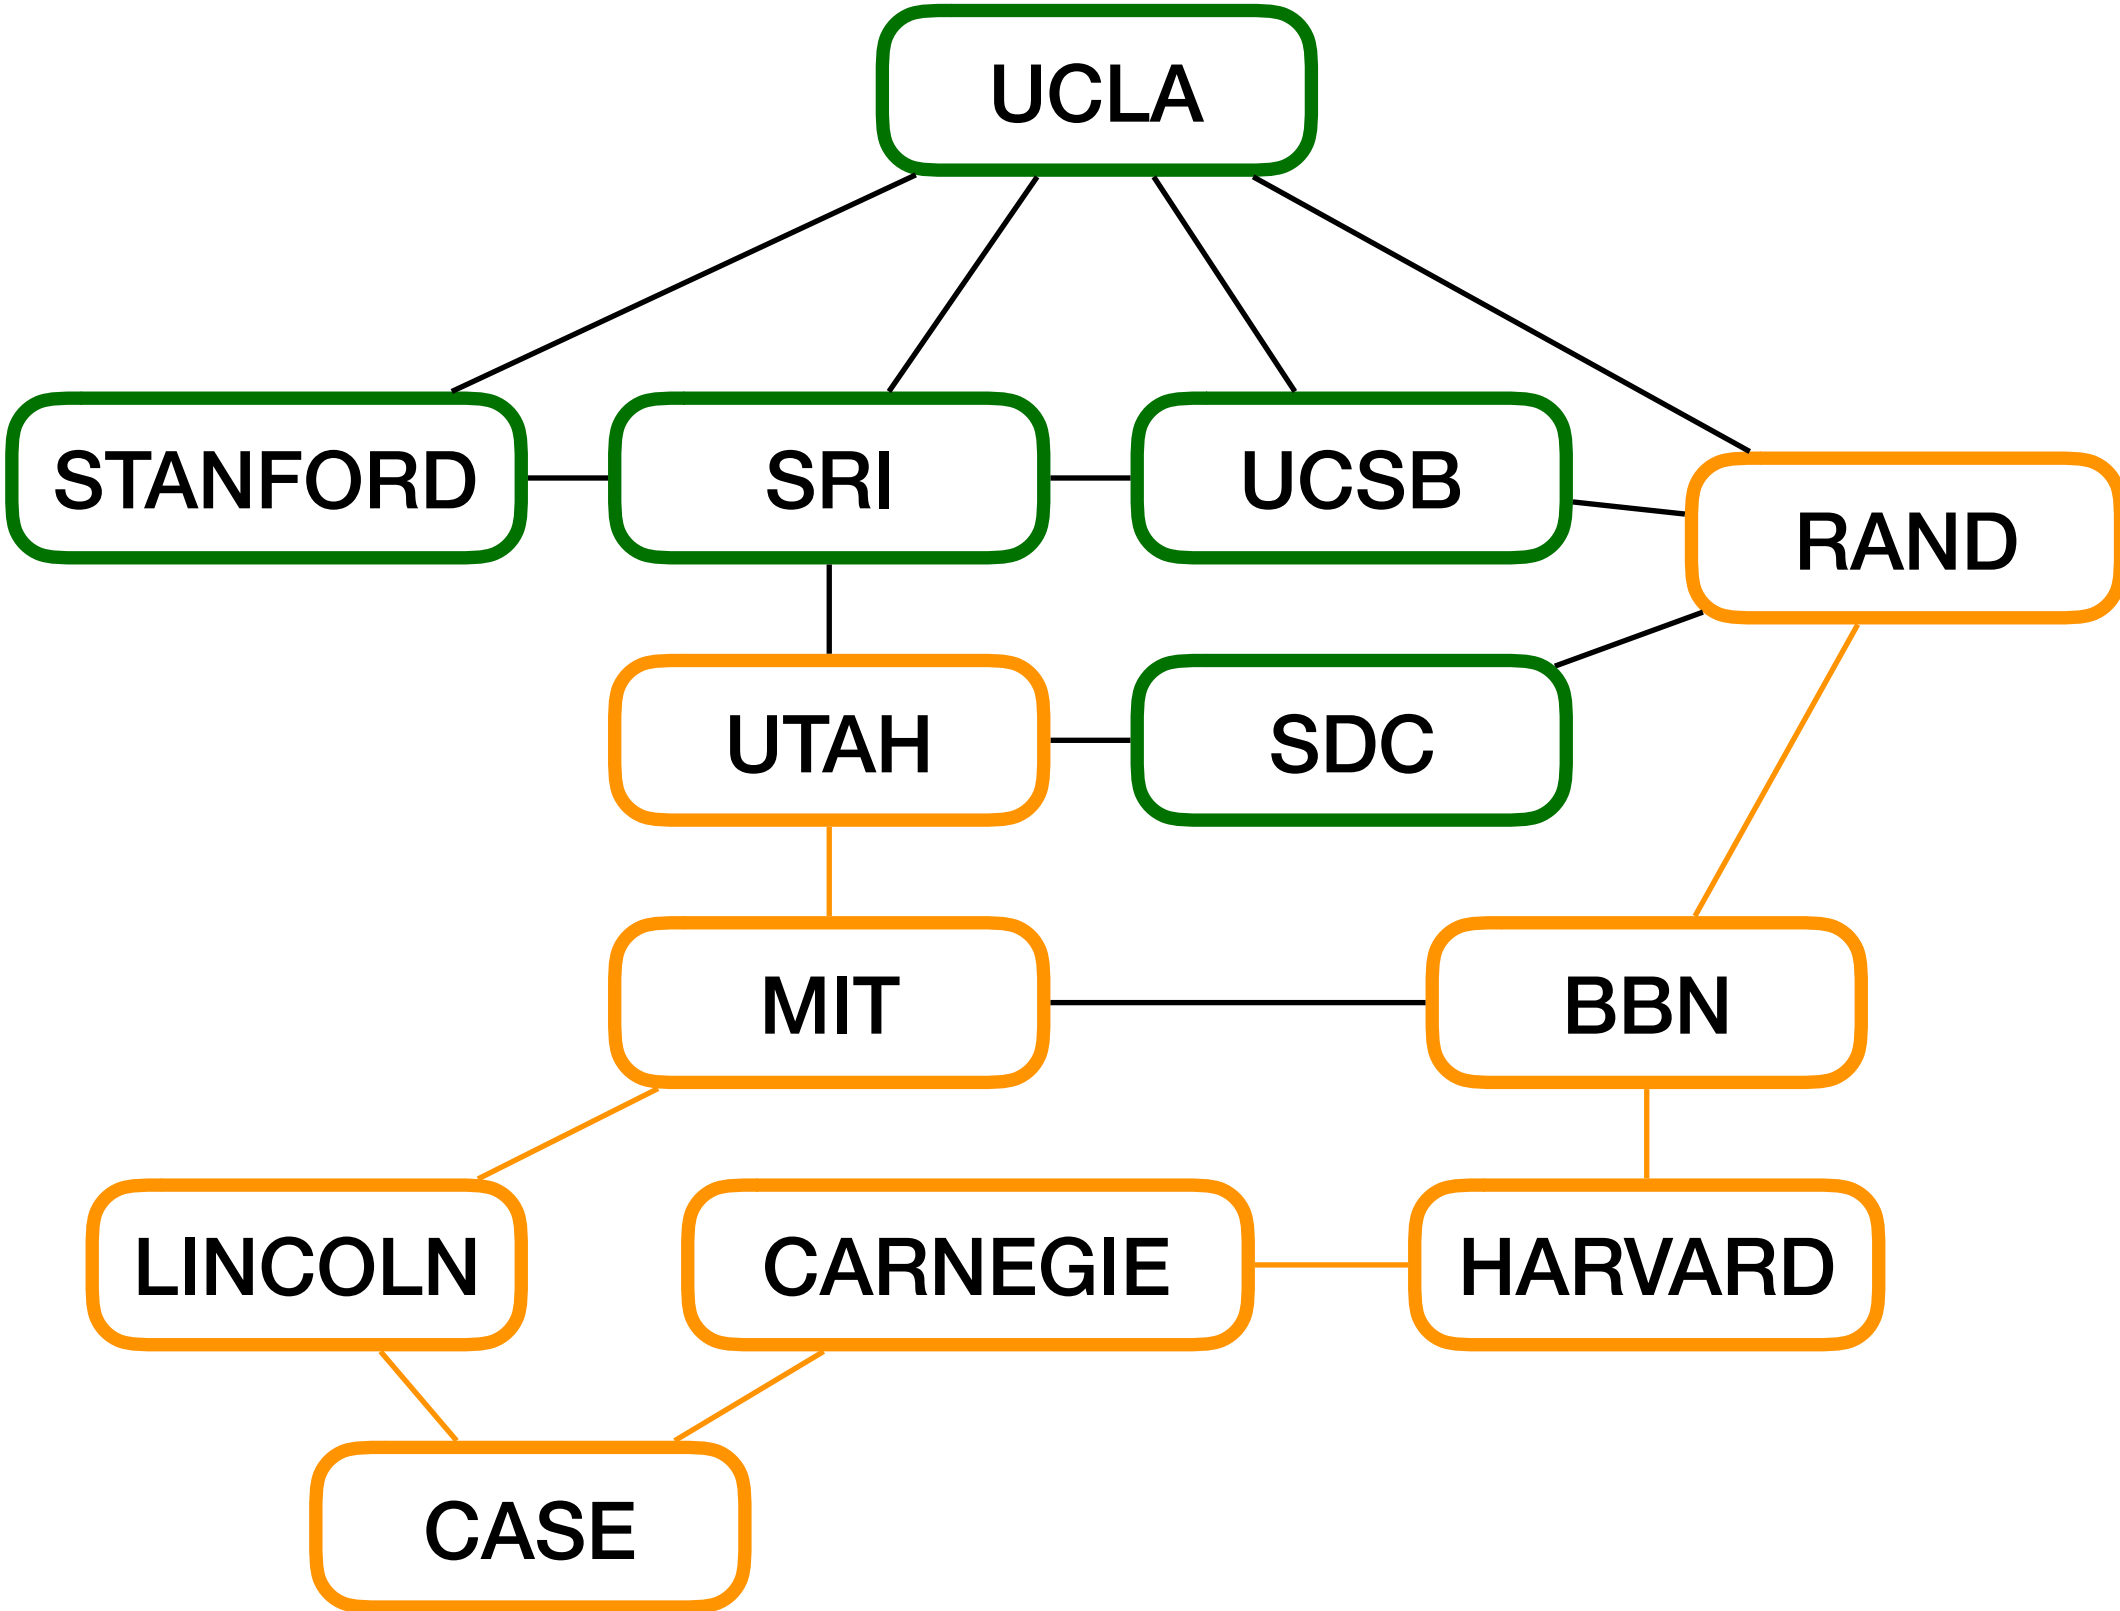 UCLA
STANFORD
SRI
UCSB
RAND
UTAH
SDC
MIT
BBN
LINCOLN
CARNEGIE
HARVARD
CASE